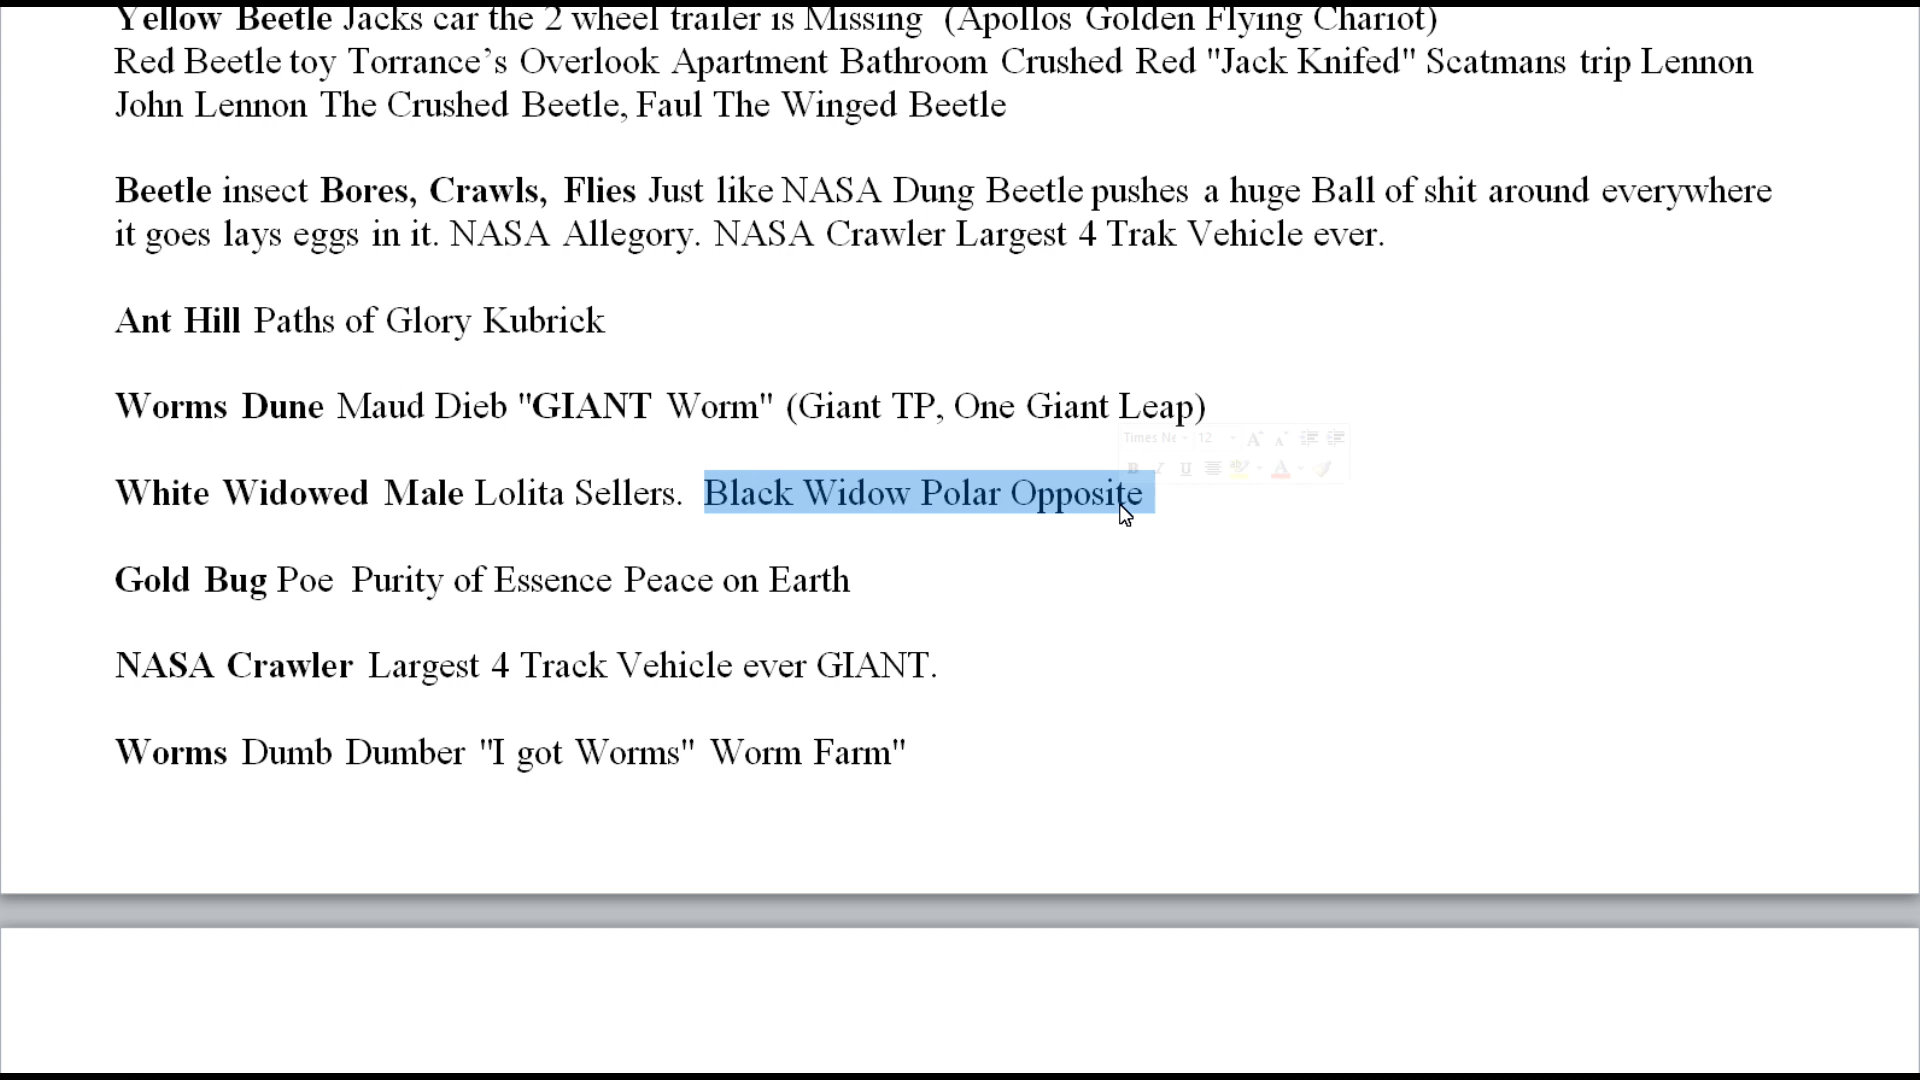 Yellow Beetle Jacks car the 2 wheel trailer is Missing (Apollos Golden Flying Chariot)
Red Beetle toy Torrance’s Overlook Apartment Bathroom Crushed Red "Jack Knifed" Scatmans trip Lennon
John Lennon The Crushed Beetle, Faul The Winged Beetle
Beetle insect Bores, Crawls, Flies Just like NASA Dung Beetle pushes a huge Ball of shit around everywhere
it goes lays eggs in it. NASA Allegory. NASA Crawler Largest 4 Trak Vehicle ever.
Ant Hill Paths of Glory Kubrick
Worms Dune Maud Dieb "GIANT Worm" (Giant TP, One Giant Leap)
Times Ne 12
White Widowed Male Lolita Sellers. Black Widow Polar Opposite
Gold Bug Poe Purity of Essence Peace on Earth
NASA Crawler Largest 4 Track Vehicle ever GIANT.
Worms Dumb Dumber "I got Worms" Worm Farm"